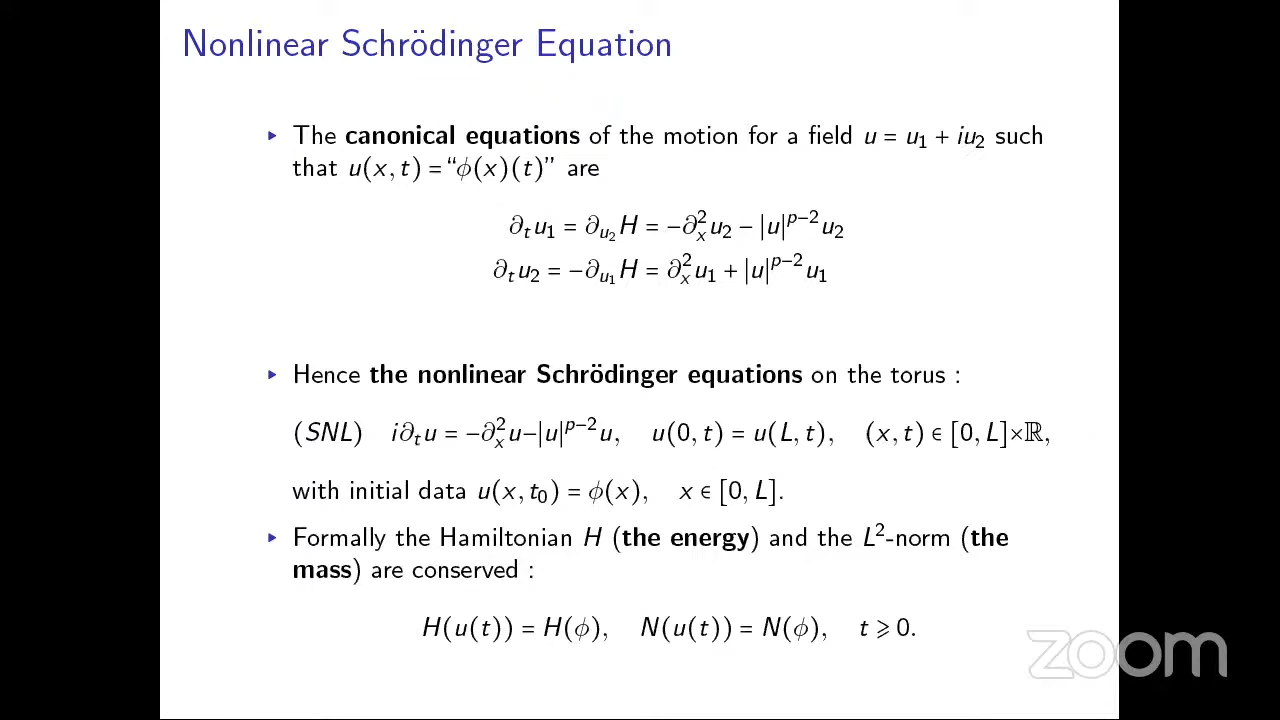 Nonlinear Schrödinger Equation
▸ The canonical equations of the motion for a field u = u₁ + iu₂ such
that u(x, t) = “ϕ(x)(t)” are
∂ₜu₁ = ∂_{u₂}H = −∂ₓ²u₂ − |u|^{p−2}u₂
∂ₜu₂ = −∂_{u₁}H = ∂ₓ²u₁ + |u|^{p−2}u₁
▸ Hence the nonlinear Schrödinger equations on the torus :
(SNL) i∂ₜu = −∂ₓ²u−|u|^{p−2}u, u(0, t) = u(L, t), (x, t) ∈ [0, L]×ℝ,
with initial data u(x, t₀) = ϕ(x), x ∈ [0, L].
▸ Formally the Hamiltonian H (the energy) and the L²-norm (the
mass) are conserved :
H(u(t)) = H(ϕ), N(u(t)) = N(ϕ), t ⩾ 0.
zoom